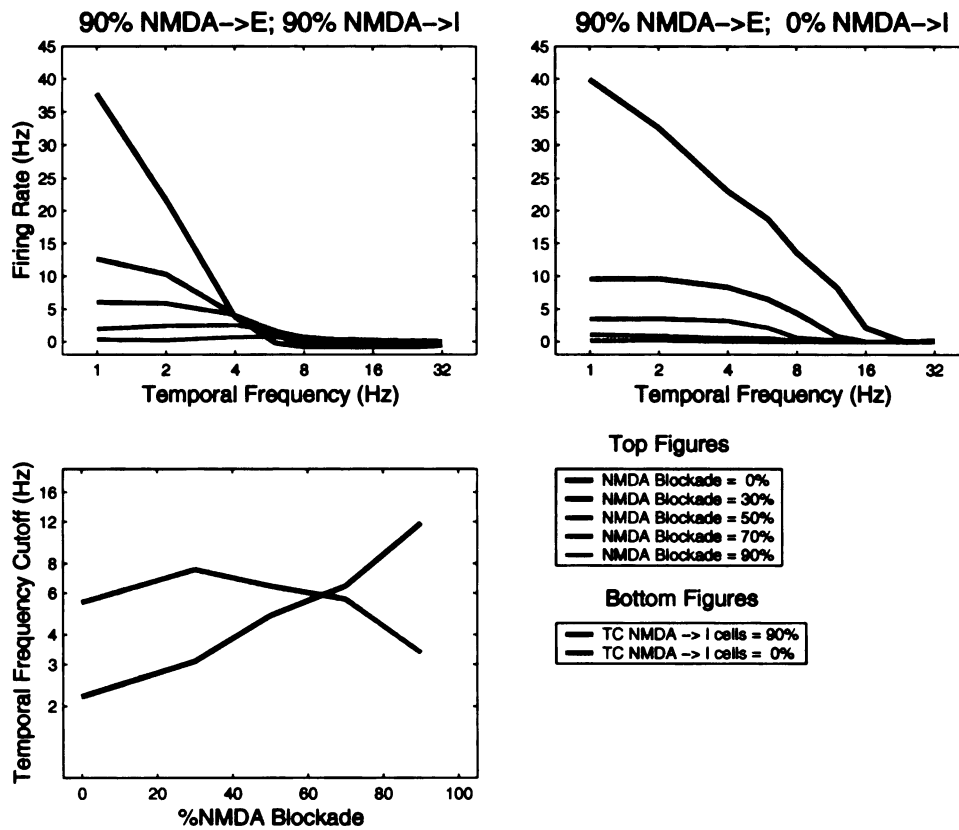 90% NMDA->E; 90% NMDA->I
90% NMDA->E; 0% NMDA->I
Firing Rate (Hz)
45
40
35
30
25
20
15
10
5
0
1 2 4 8 16 32
Temporal Frequency (Hz)
45
40
35
30
25
20
15
10
5
0
1 2 4 8 16 32
Temporal Frequency (Hz)
Temporal Frequency Cutoff (Hz)
16
12
8
6
4
3
2
0 20 40 60 80 100
%NMDA Blockade
Top Figures
NMDA Blockade = 0%
NMDA Blockade = 30%
NMDA Blockade = 50%
NMDA Blockade = 70%
NMDA Blockade = 90%
Bottom Figures
TC NMDA -> I cells = 90%
TC NMDA -> I cells = 0%